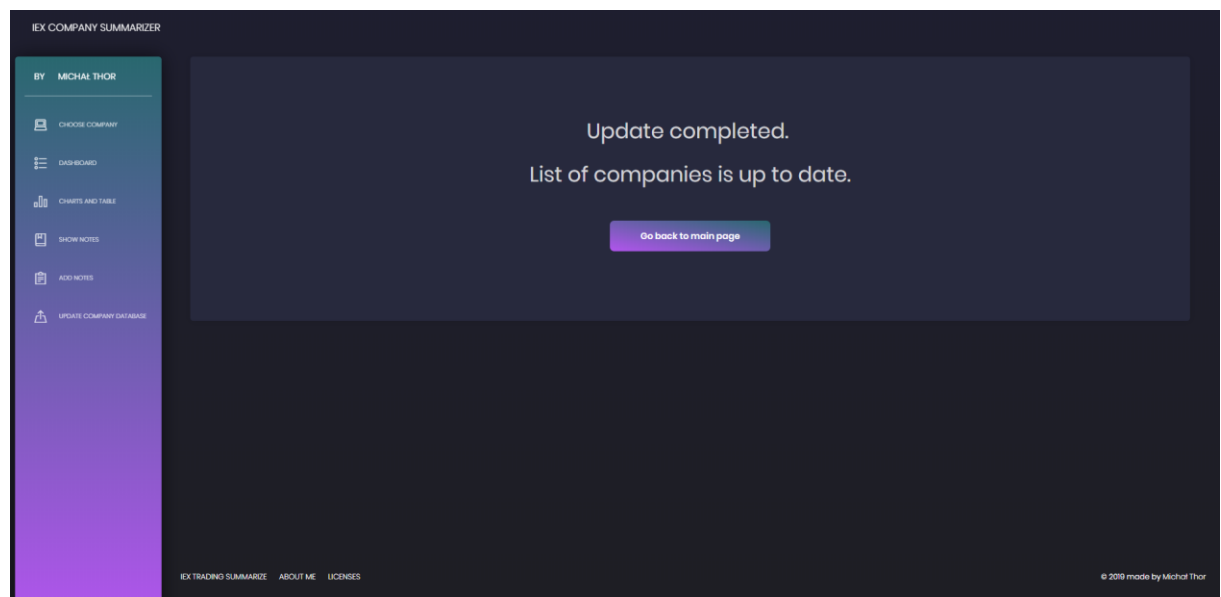 IEX COMPANY SUMMARIZER
BY MICHAŁ THOR
CHOOSE COMPANY
DASHBOARD
CHARTS AND TABLE
SHOW NOTES
ADD NOTES
UPDATE COMPANY DATABASE
Update completed.
List of companies is up to date.
Go back to main page
IEX TRADING SUMMARIZE ABOUT ME LICENSES
© 2019 made by Michał Thor